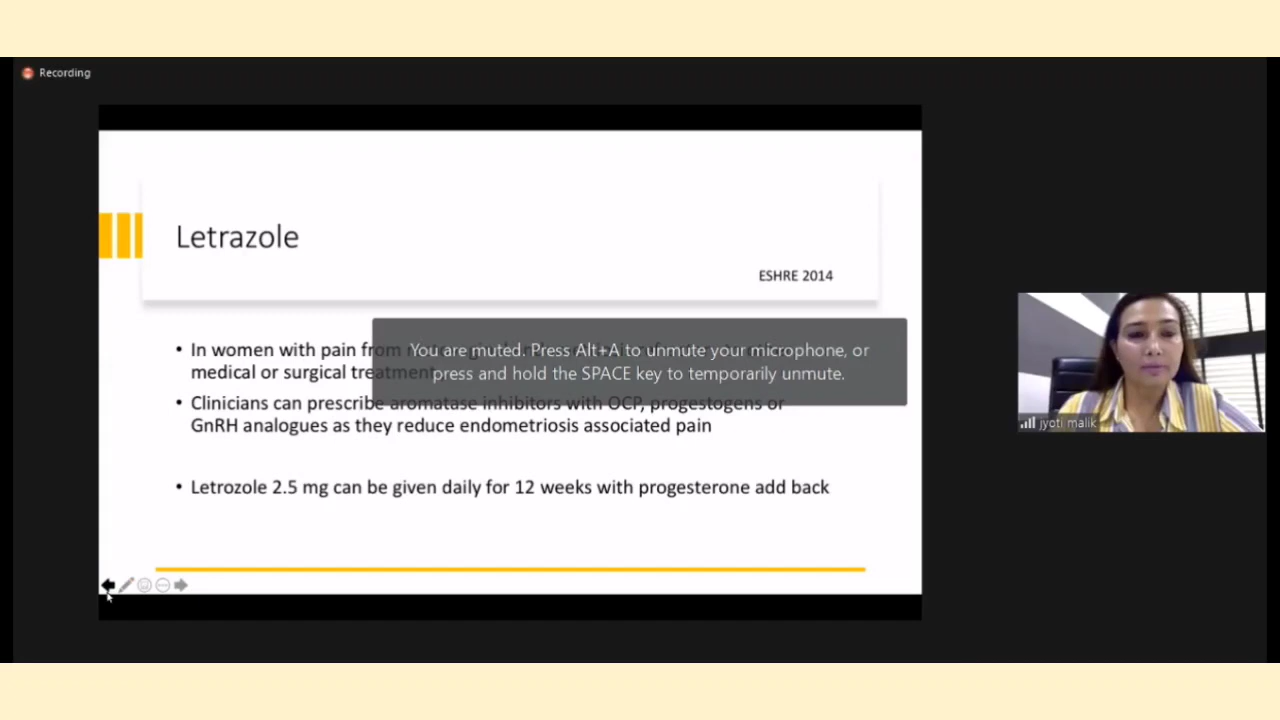 Recording
Letrazole
ESHRE 2014
• In women with pain from
medical or surgical treatment
You are muted. Press Alt+A to unmute your microphone, or
press and hold the SPACE key to temporarily unmute.
• Clinicians can prescribe aromatase inhibitors with OCP, progestogens or
GnRH analogues as they reduce endometriosis associated pain
• Letrozole 2.5 mg can be given daily for 12 weeks with progesterone add back
jyoti malik